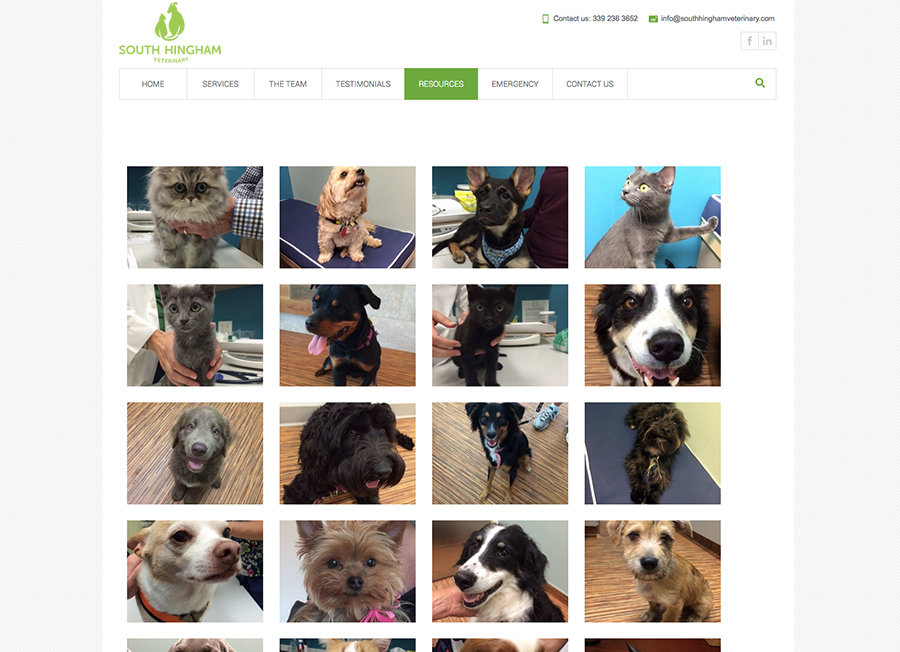 Contact us: 339 236 3652 info@southhinghamveterinary.com
SOUTH HINGHAM
VETERINARY
f in
HOME SERVICES THE TEAM TESTIMONIALS RESOURCES EMERGENCY CONTACT US